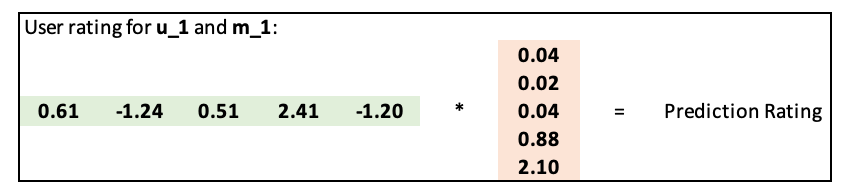 User rating for u_1 and m_1:
0.04
0.02
0.61 -1.24 0.51 2.41 -1.20 * 0.04 = Prediction Rating
0.88
2.10